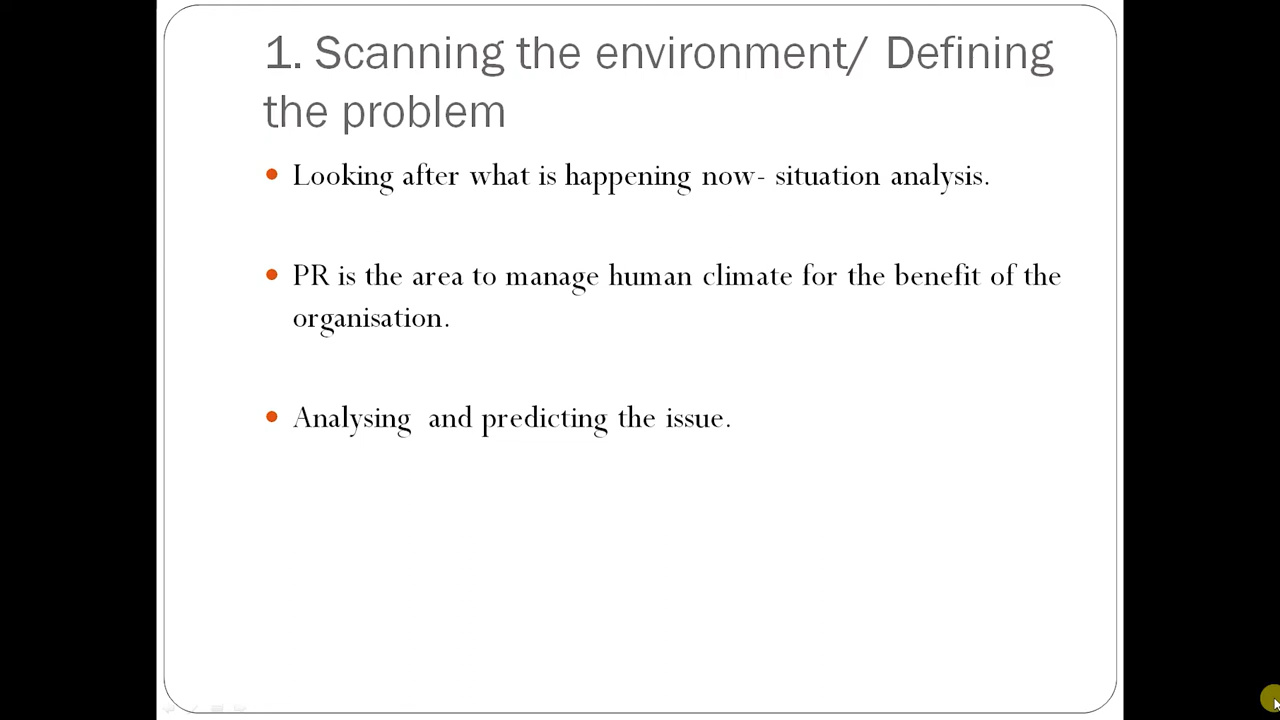 1. Scanning the environment/ Defining
the problem
• Looking after what is happening now- situation analysis.
• PR is the area to manage human climate for the benefit of the
organisation.
• Analysing  and predicting the issue.